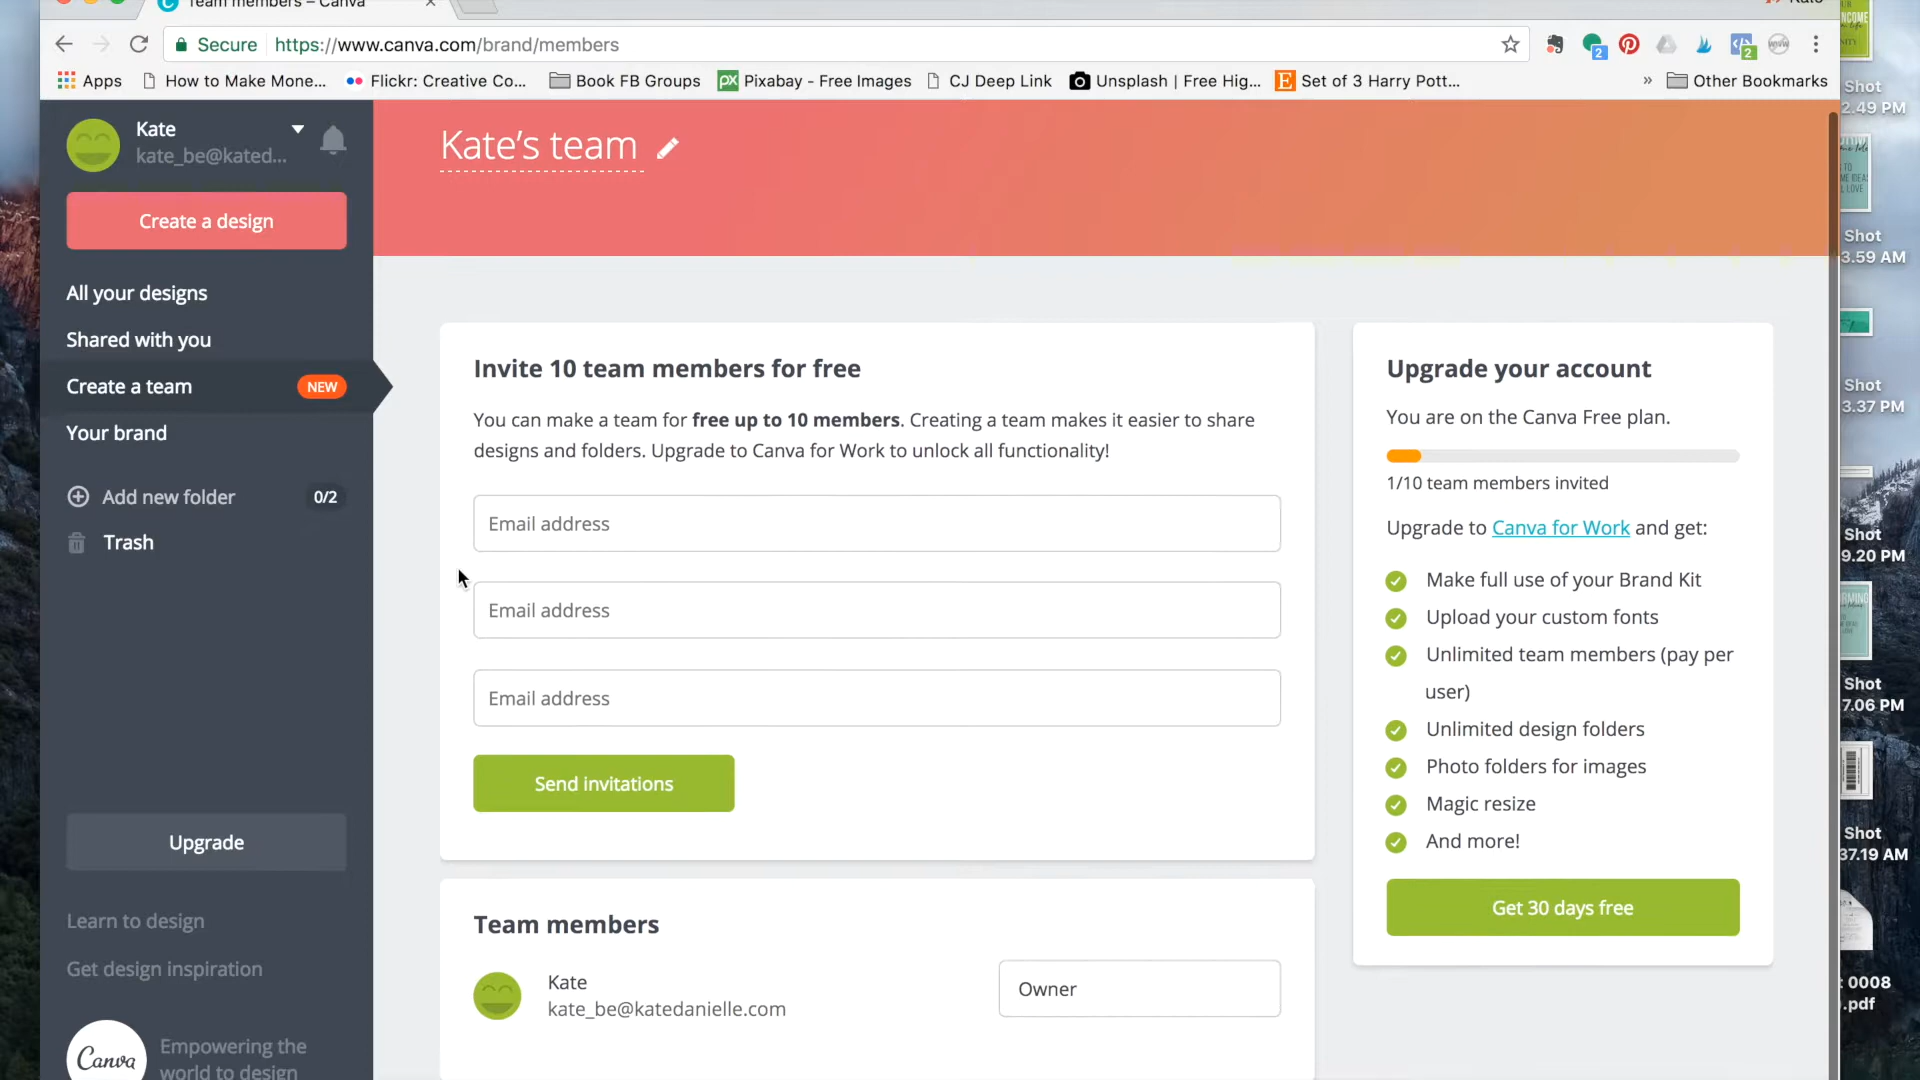 Team members – Canva
Kate
Secure https://www.canva.com/brand/members
2
2
Apps How to Make Mone... Flickr: Creative Co... Book FB Groups Pixabay - Free Images CJ Deep Link Unsplash | Free Hig... Set of 3 Harry Pott... » Other Bookmarks
Kate
kate_be@kated...
Create a design
All your designs
Shared with you
Create a team NEW
Your brand
Add new folder 0/2
Trash
Upgrade
Learn to design
Get design inspiration
Canva
Empowering the
world to design
Kate's team
Invite 10 team members for free
You can make a team for free up to 10 members. Creating a team makes it easier to share
designs and folders. Upgrade to Canva for Work to unlock all functionality!
Email address
Email address
Email address
Send invitations
Team members
Kate
kate_be@katedanielle.com
Owner
Upgrade your account
You are on the Canva Free plan.
1/10 team members invited
Upgrade to Canva for Work and get:
Make full use of your Brand Kit
Upload your custom fonts
Unlimited team members (pay per
user)
Unlimited design folders
Photo folders for images
Magic resize
And more!
Get 30 days free
Shot
2.49 PM
Shot
3.59 AM
Shot
3.37 PM
Shot
9.20 PM
Shot
7.06 PM
Shot
37.19 AM
0008
.pdf